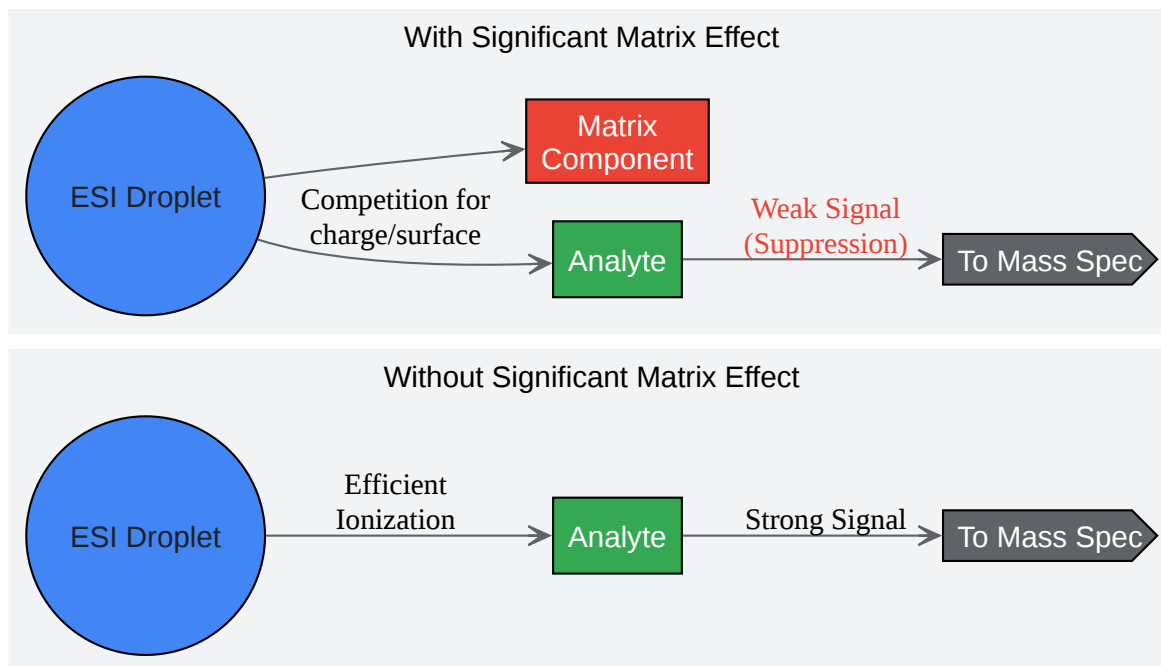 With Significant Matrix Effect
Matrix
Component
ESI Droplet
Competition for
charge/surface
Analyte
Weak Signal
(Suppression)
To Mass Spec
Without Significant Matrix Effect
ESI Droplet
Efficient
Ionization
Analyte
Strong Signal
To Mass Spec